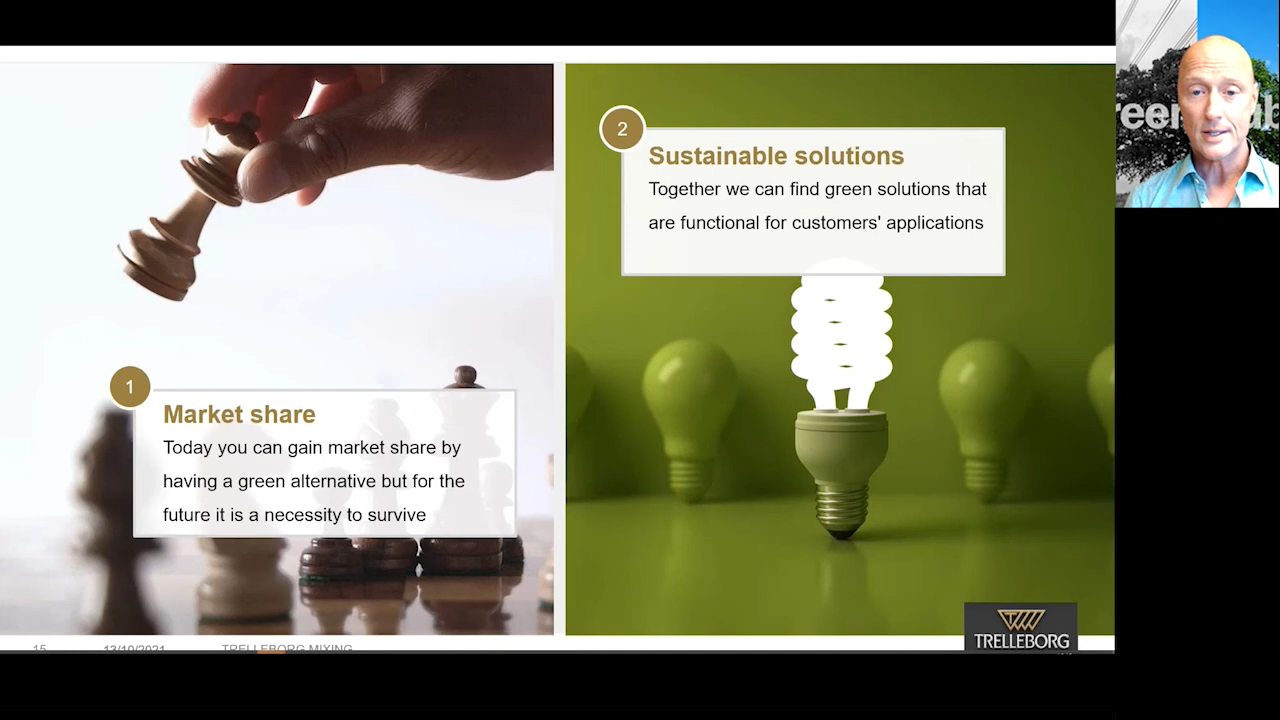 1
Market share
Today you can gain market share by
having a green alternative but for the
future it is a necessity to survive
2
Sustainable solutions
Together we can find green solutions that
are functional for customers' applications
TRELLEBORG
15
13/10/2021
TRELLEBORG MIXING